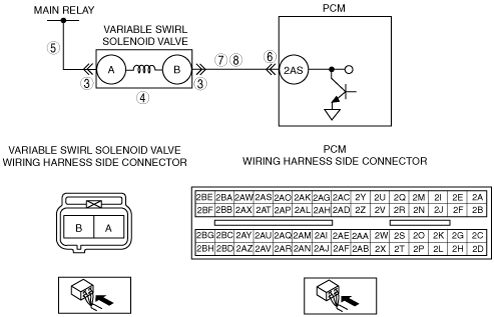 MAIN RELAY
PCM
VARIABLE SWIRL
SOLENOID VALVE
5
A
B
7 8
6
2AS
3
3
4
VARIABLE SWIRL SOLENOID VALVE
WIRING HARNESS SIDE CONNECTOR
PCM
WIRING HARNESS SIDE CONNECTOR
B A
2BE 2BA 2AW 2AS 2AO 2AK 2AG 2AC 2Y 2U 2Q 2M 2I 2E 2A
2BF 2BB 2AX 2AT 2AP 2AL 2AH 2AD 2Z 2V 2R 2N 2J 2F 2B
2BG 2BC 2AY 2AU 2AQ 2AM 2AI 2AE 2AA 2W 2S 2O 2K 2G 2C
2BH 2BD 2AZ 2AV 2AR 2AN 2AJ 2AF 2AB 2X 2T 2P 2L 2H 2D